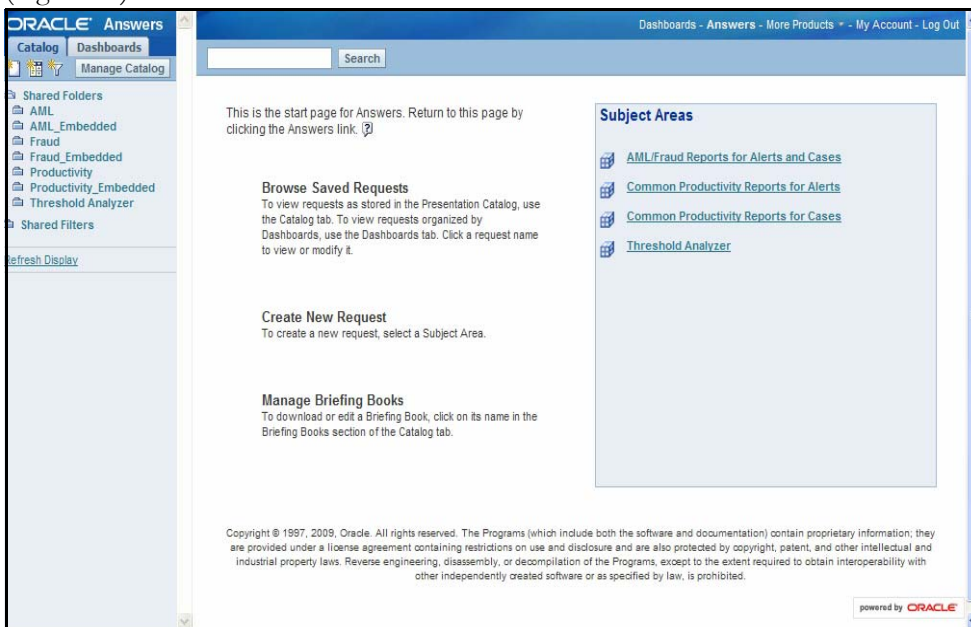 ORACLE Answers
Dashboards - Answers - More Products - My Account - Log Out
Catalog Dashboards
Manage Catalog
Search
Shared Folders
AML
AML_Embedded
Fraud
Fraud_Embedded
Productivity
Productivity_Embedded
Threshold Analyzer
Shared Filters
Refresh Display
This is the start page for Answers. Return to this page by
clicking the Answers link.
Browse Saved Requests
To view requests as stored in the Presentation Catalog, use
the Catalog tab. To view requests organized by
Dashboards, use the Dashboards tab. Click a request name
to view or modify it.
Create New Request
To create a new request, select a Subject Area.
Manage Briefing Books
To download or edit a Briefing Book, click on its name in the
Briefing Books section of the Catalog tab.
Subject Areas
AML/Fraud Reports for Alerts and Cases
Common Productivity Reports for Alerts
Common Productivity Reports for Cases
Threshold Analyzer
Copyright © 1997, 2009, Oracle. All rights reserved. The Programs (which include both the software and documentation) contain proprietary information; they
are provided under a license agreement containing restrictions on use and disclosure and are also protected by copyright, patent, and other intellectual and
industrial property laws. Reverse engineering, disassembly, or decompilation of the Programs, except to the extent required to obtain interoperability with
other independently created software or as specified by law, is prohibited.
powered by ORACLE